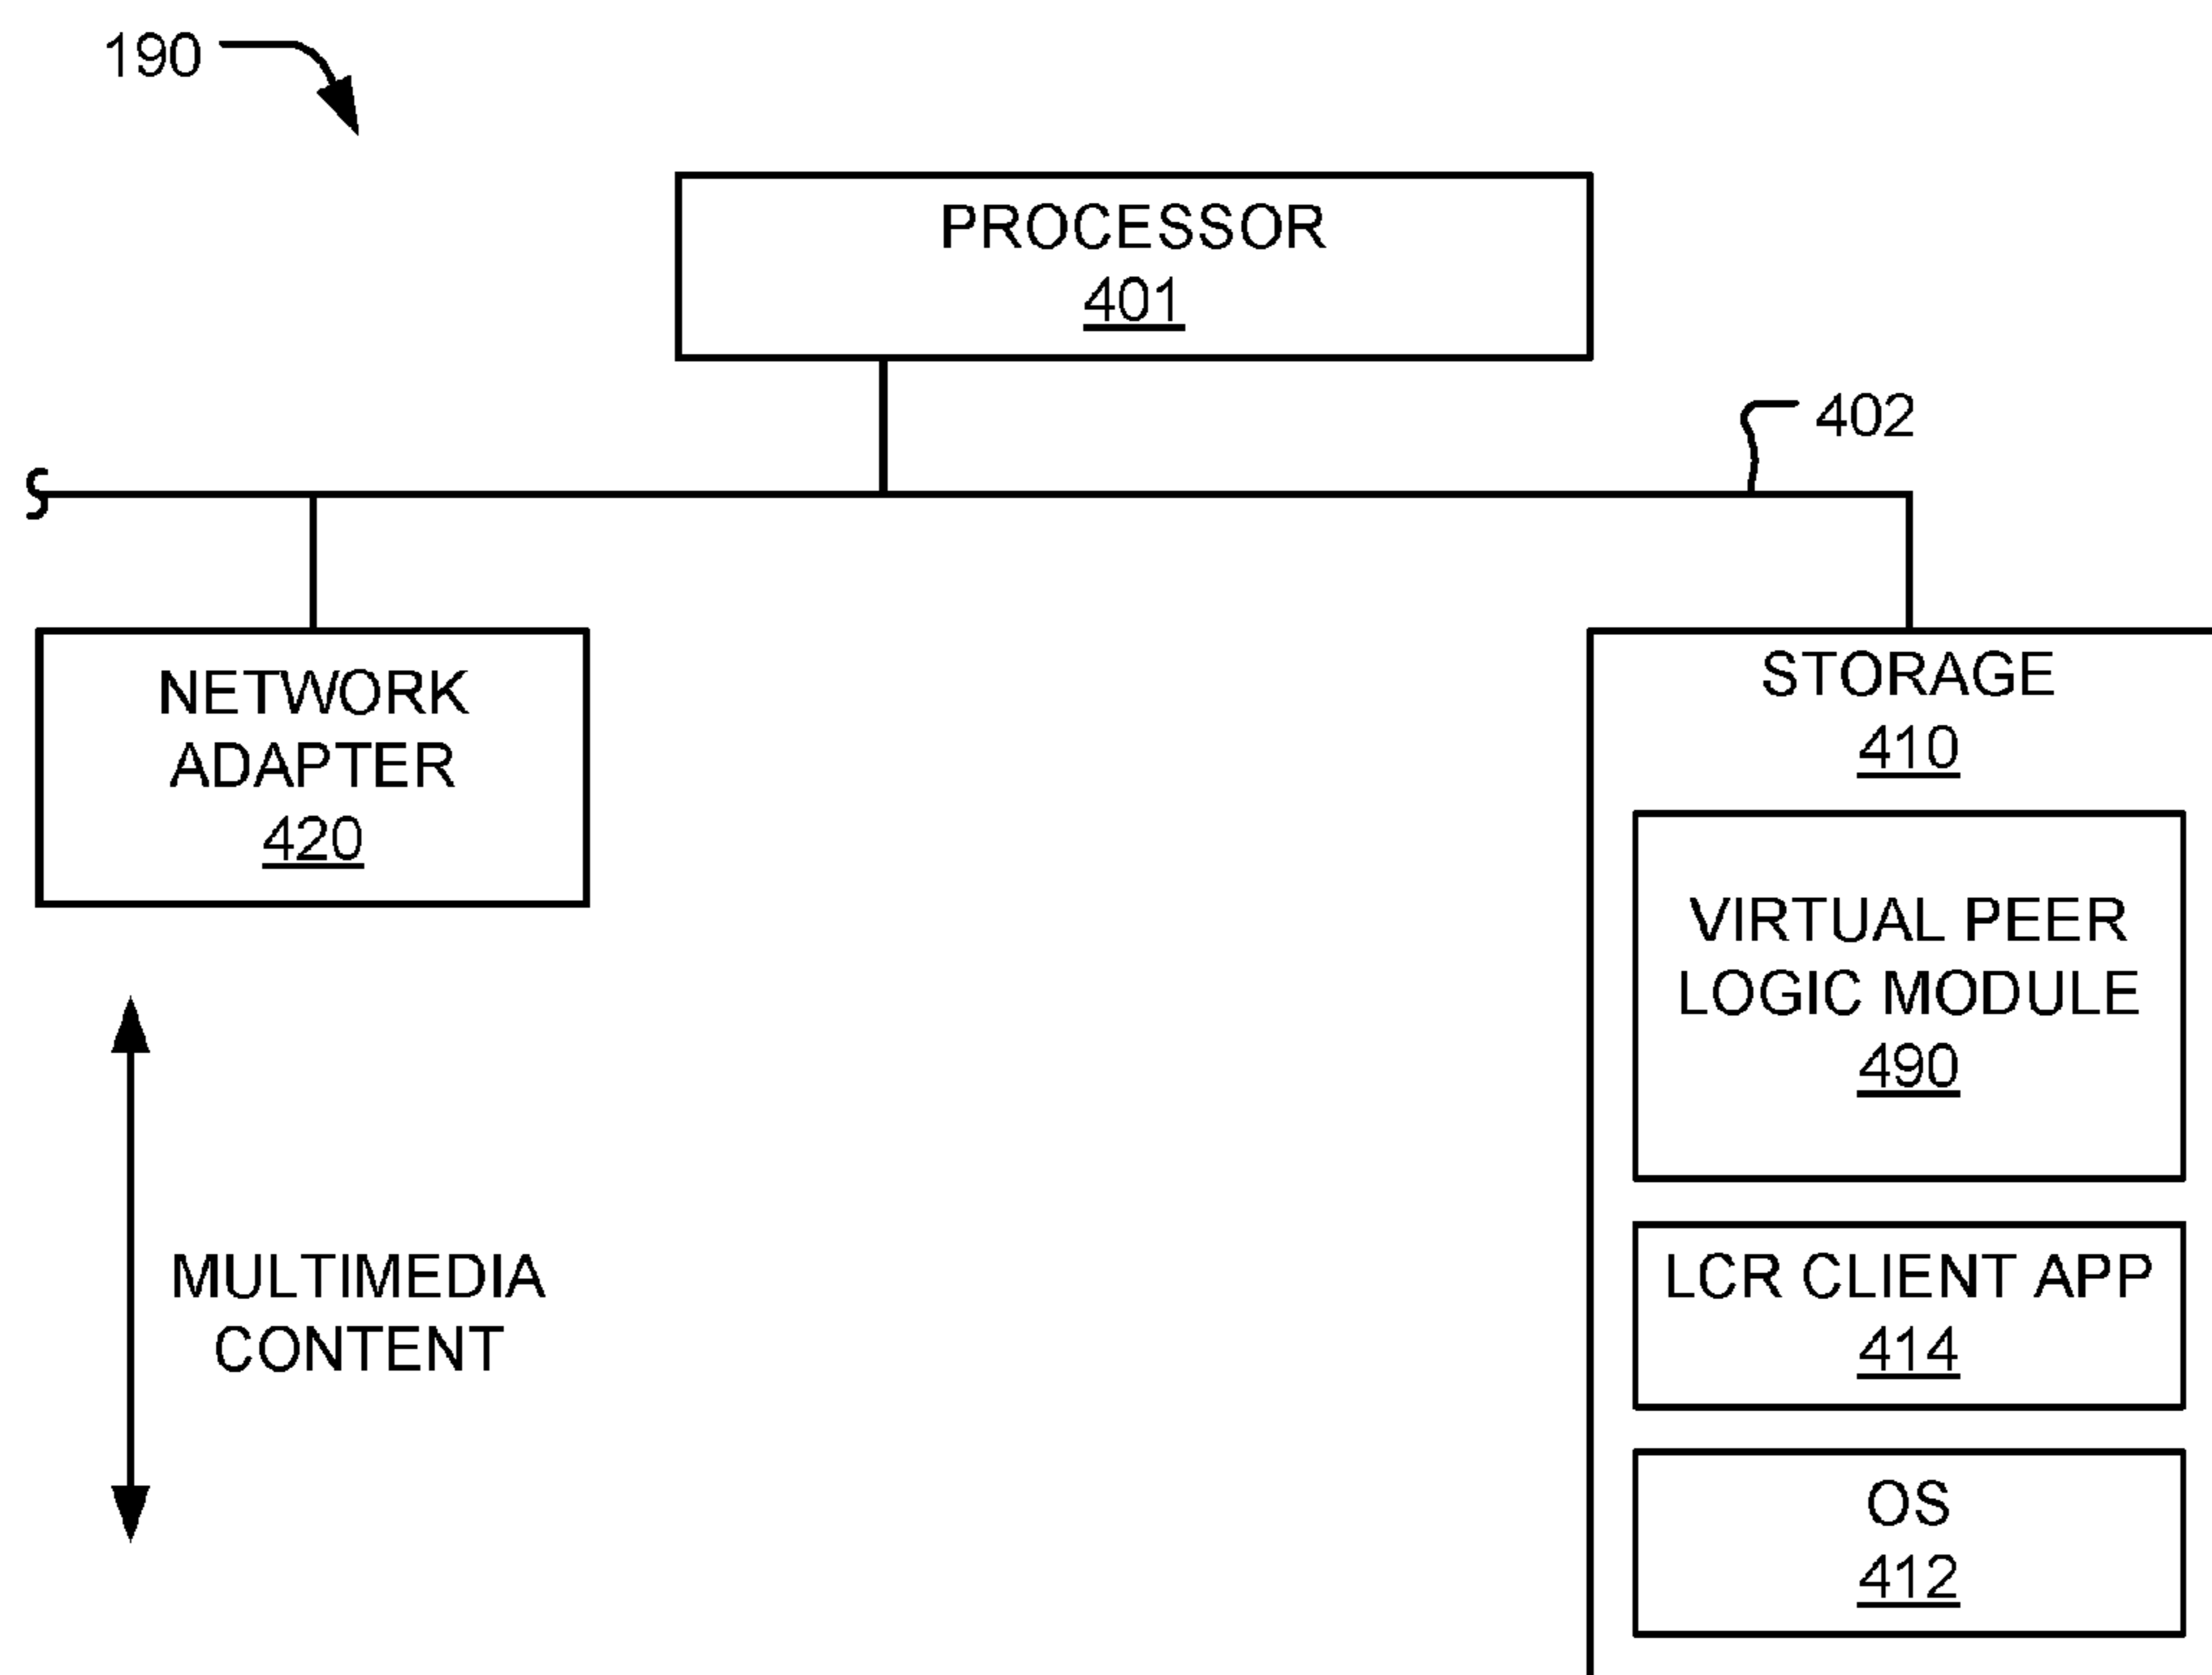 190
PROCESSOR
401
402
NETWORK
ADAPTER
420
STORAGE
410
VIRTUAL PEER
LOGIC MODULE
490
MULTIMEDIA
CONTENT
LCR CLIENT APP
414
OS
412